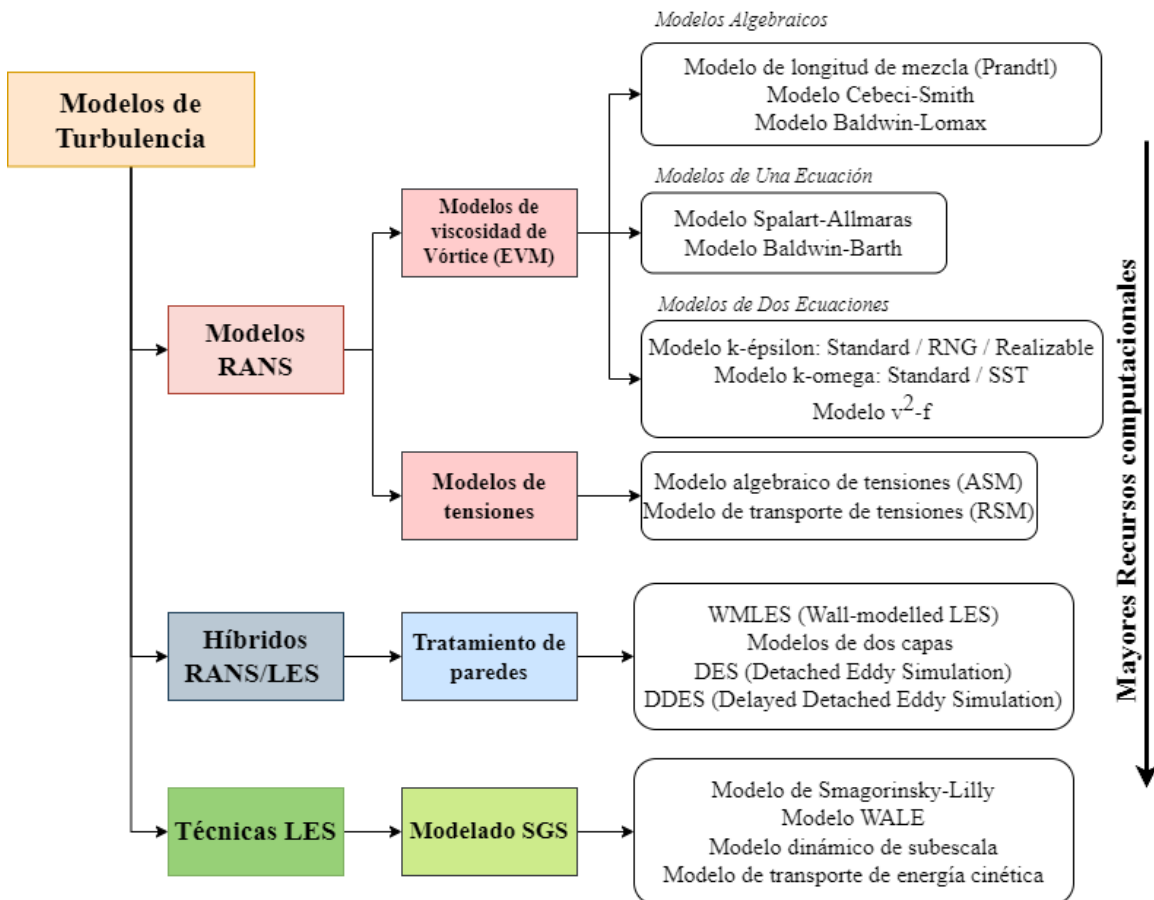 Modelos de
Turbulencia
Modelos Algebraicos
Modelo de longitud de mezcla (Prandtl)
Modelo Cebeci-Smith
Modelo Baldwin-Lomax
Modelos de
viscosidad de
Vórtice (EVM)
Modelos de Una Ecuación
Modelo Spalart-Allmaras
Modelo Baldwin-Barth
Modelos
RANS
Modelos de Dos Ecuaciones
Modelo k-épsilon: Standard / RNG / Realizable
Modelo k-omega: Standard / SST
Modelo v²-f
Modelos de
tensiones
Modelo algebraico de tensiones (ASM)
Modelo de transporte de tensiones (RSM)
Híbridos
RANS/LES
Tratamiento de
paredes
WMLES (Wall-modelled LES)
Modelos de dos capas
DES (Detached Eddy Simulation)
DDES (Delayed Detached Eddy Simulation)
Técnicas LES
Modelado SGS
Modelo de Smagorinsky-Lilly
Modelo WALE
Modelo dinámico de subescala
Modelo de transporte de energía cinética
Mayores Recursos computacionales